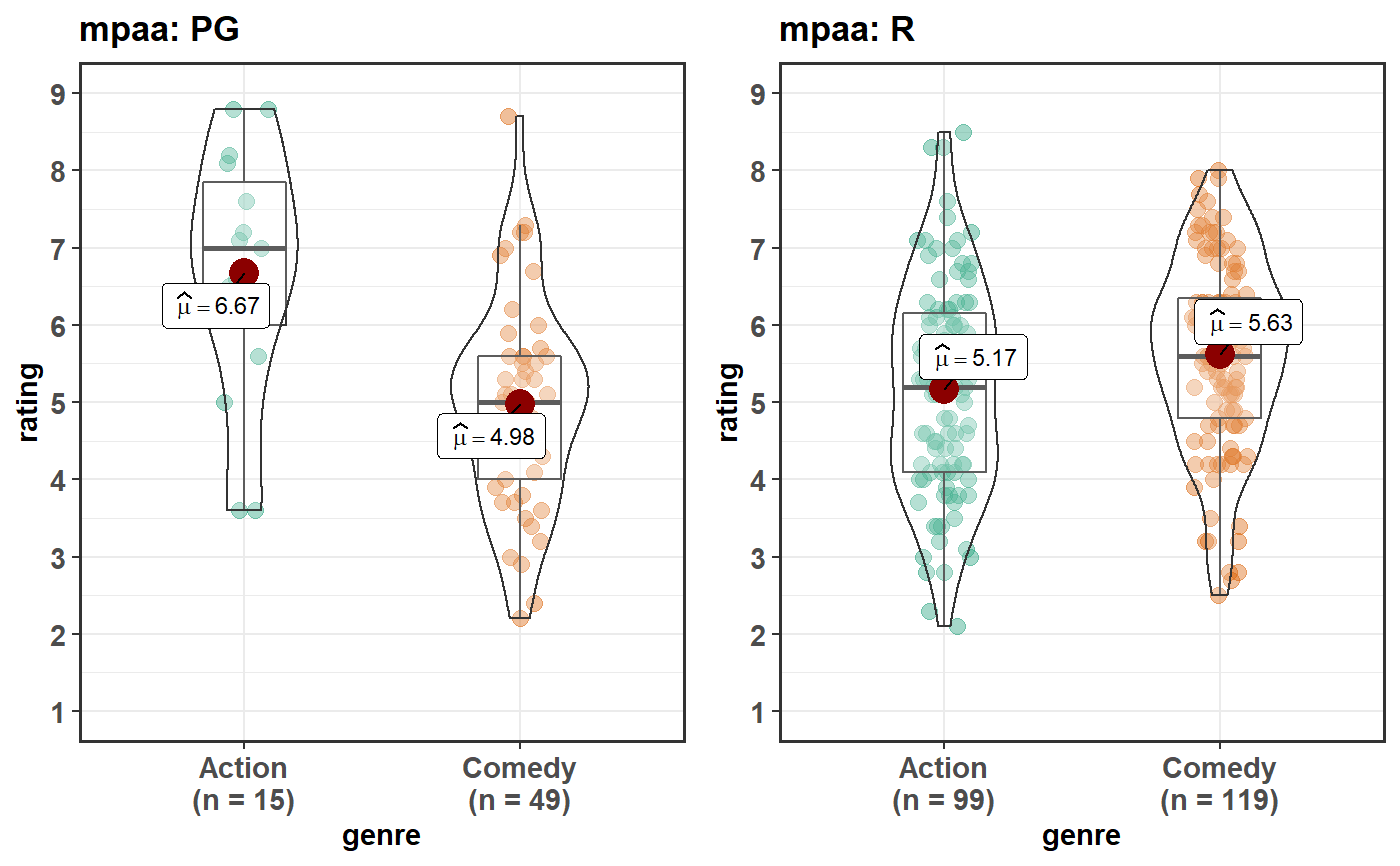 mpaa: PG
rating
9
8
7
6
5
4
3
2
1
μ̂ = 6.67
μ̂ = 4.98
Action
(n = 15)
Comedy
(n = 49)
genre
mpaa: R
rating
9
8
7
6
5
4
3
2
1
μ̂ = 5.17
μ̂ = 5.63
Action
(n = 99)
Comedy
(n = 119)
genre